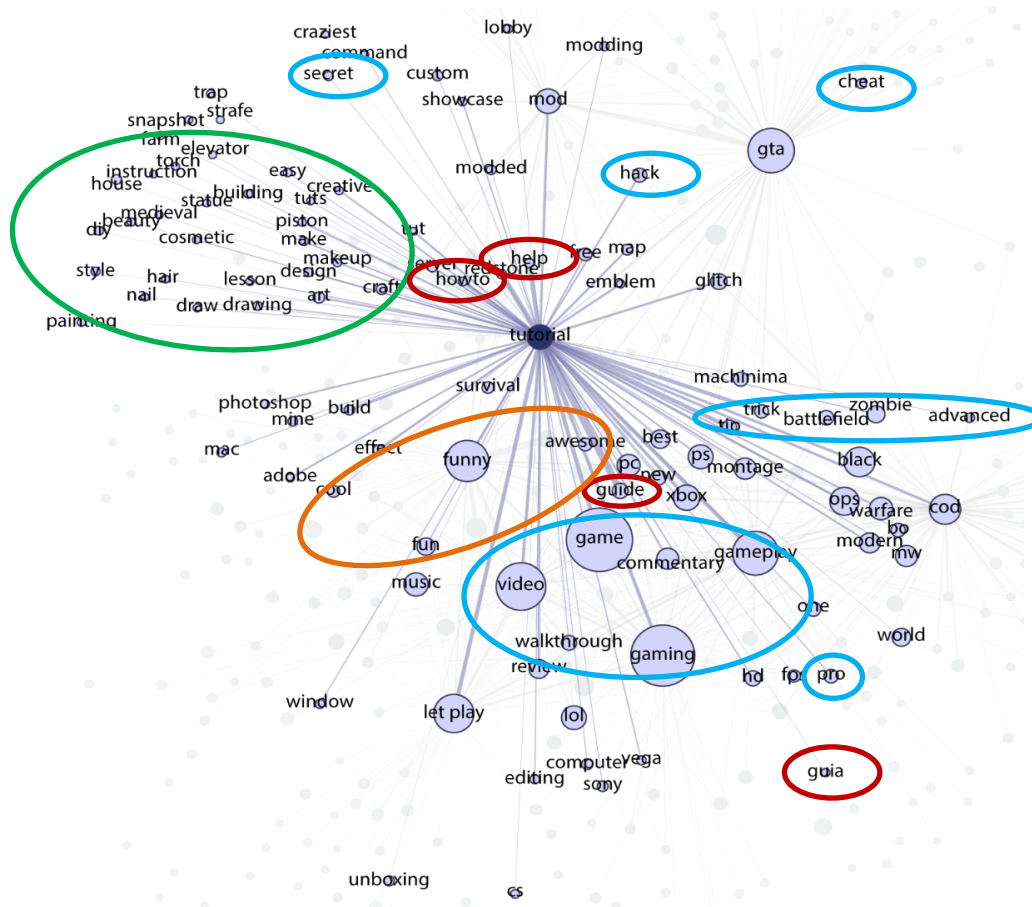 craziest
lobby
command
modding
secret
custom
cheat
trap
showcase
mod
strafe
snapshot
farm
elevator
gta
torch
instruction
easy
modded
hack
house
building
creative
statue
tuts
medieval
beauty
piston
diy
tut
cosmetic
make
free
map
help
makeup
server
redstone
style
design
hair
lesson
howto
emblem
glitch
craft
nail
art
draw
drawing
painting
tutorial
machinima
survival
photoshop
build
trick
zombie
battlefield
advanced
mine
tip
best
awesome
mac
effect
funny
ps
black
pc
montage
new
adobe
cool
guide
xbox
ops
cod
warfare
bo
game
modern
fun
gameplay
mw
commentary
music
video
one
walkthrough
world
gaming
review
hd
fps
pro
window
let play
lol
vega
computer
guia
editing
sony
unboxing
cs